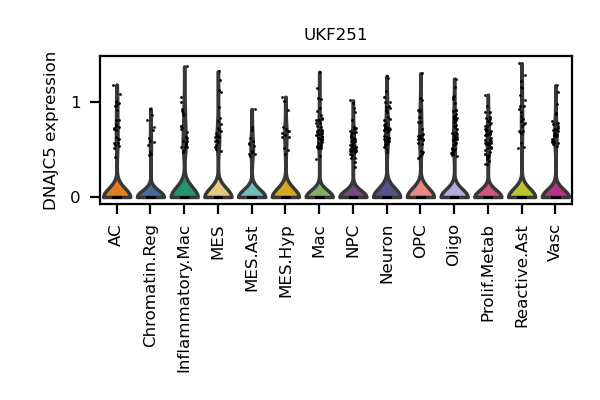 UKF251
DNAJC5 expression
1
0
AC
Chromatin.Reg
Inflammatory.Mac
MES
MES.Ast
MES.Hyp
Mac
NPC
Neuron
OPC
Oligo
Prolif.Metab
Reactive.Ast
Vasc